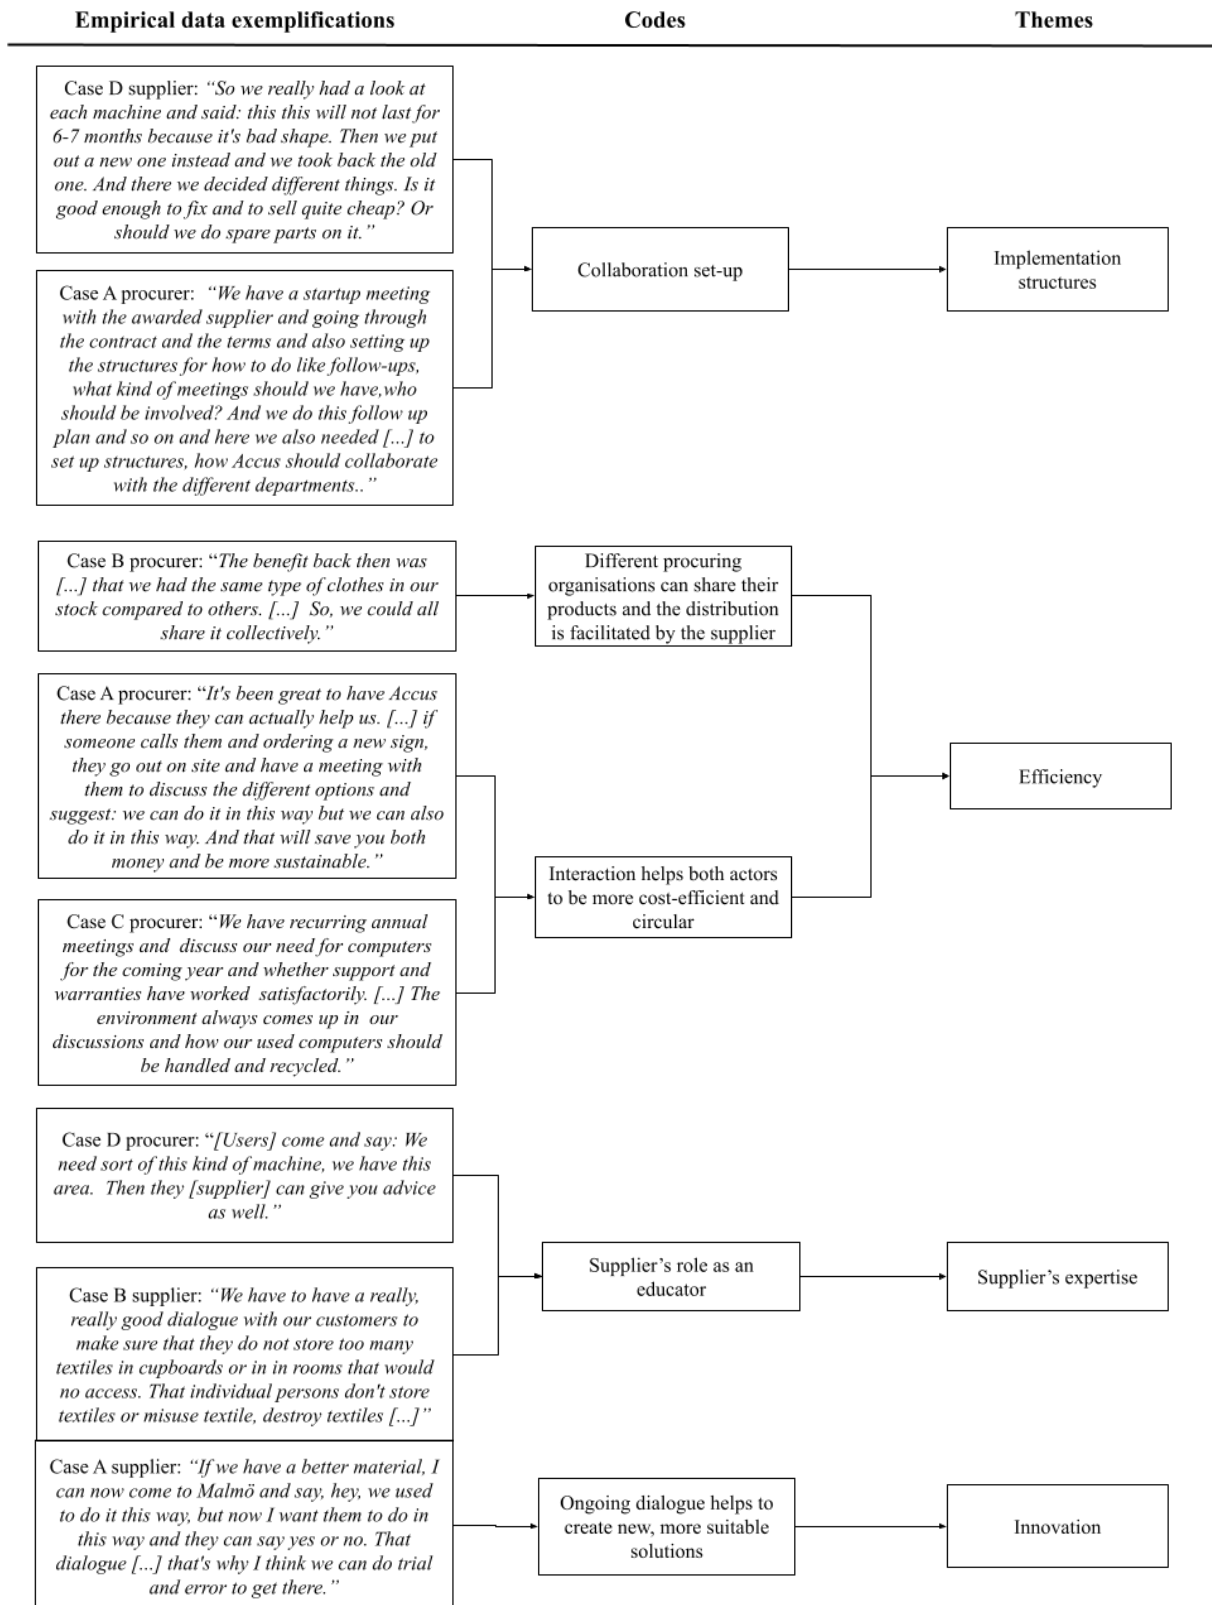 Empirical data exemplifications
Codes
Themes
Case D supplier: “So we really had a look at
each machine and said: this this will not last for
6-7 months because it's bad shape. Then we put
out a new one instead and we took back the old
one. And there we decided different things. Is it
good enough to fix and to sell quite cheap? Or
should we do spare parts on it.”
Case A procurer: “We have a startup meeting
with the awarded supplier and going through
the contract and the terms and also setting up
the structures for how to do like follow-ups,
what kind of meetings should we have,who
should be involved? And we do this follow up
plan and so on and here we also needed [...] to
set up structures, how Accus should collaborate
with the different departments..”
Collaboration set-up
Implementation
structures
Case B procurer: “The benefit back then was
[...] that we had the same type of clothes in our
stock compared to others. [...] So, we could all
share it collectively.”
Different procuring
organisations can share their
products and the distribution
is facilitated by the supplier
Case A procurer: “It's been great to have Accus
there because they can actually help us. [...] if
someone calls them and ordering a new sign,
they go out on site and have a meeting with
them to discuss the different options and
suggest: we can do it in this way but we can also
do it in this way. And that will save you both
money and be more sustainable.”
Case C procurer: “We have recurring annual
meetings and discuss our need for computers
for the coming year and whether support and
warranties have worked satisfactorily. [...] The
environment always comes up in our
discussions and how our used computers should
be handled and recycled.”
Interaction helps both actors
to be more cost-efficient and
circular
Efficiency
Case D procurer: “[Users] come and say: We
need sort of this kind of machine, we have this
area. Then they [supplier] can give you advice
as well.”
Case B supplier: “We have to have a really,
really good dialogue with our customers to
make sure that they do not store too many
textiles in cupboards or in in rooms that would
no access. That individual persons don't store
textiles or misuse textile, destroy textiles [...]”
Supplier’s role as an
educator
Supplier’s expertise
Case A supplier: “If we have a better material, I
can now come to Malmö and say, hey, we used
to do it this way, but now I want them to do in
this way and they can say yes or no. That
dialogue [...] that's why I think we can do trial
and error to get there.”
Ongoing dialogue helps to
create new, more suitable
solutions
Innovation